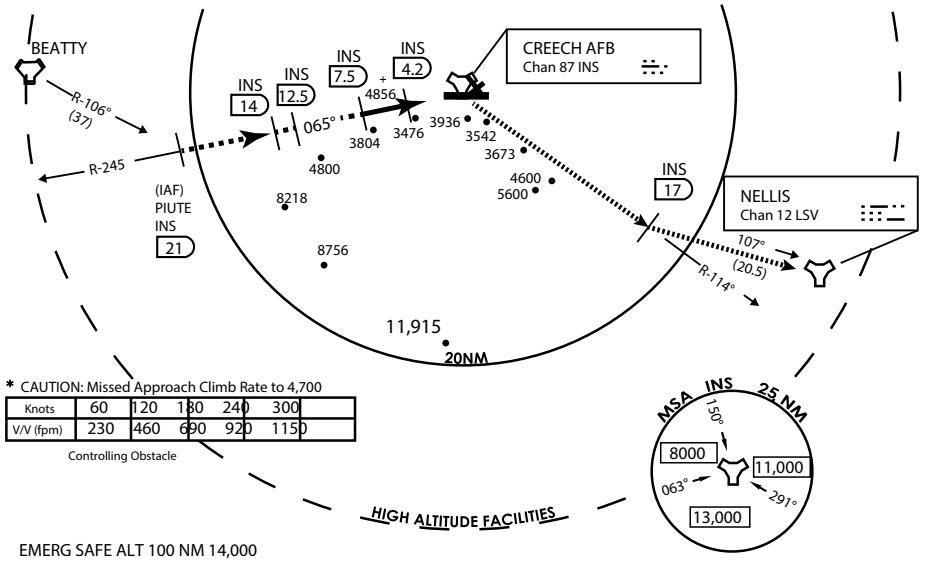 BEATTY
R-106°
(37)
R-245
(IAF)
PIUTE
INS
21
INS
14
INS
12.5
INS
7.5
INS
4.2
065°
4856
3804
3476
3936
3542
3673
4600
5600
4800
8218
8756
11,915
20NM
CREECH AFB
Chan 87 INS
INS
17
NELLIS
Chan 12 LSV
107°
(20.5)
R-114°
* CAUTION: Missed Approach Climb Rate to 4,700
Knots 60 120 180 240 300
V/V (fpm) 230 460 690 920 1150
Controlling Obstacle
HIGH ALTITUDE FACILITIES
MSA INS 25 NM
150°
8000
11,000
063°
291°
13,000
EMERG SAFE ALT 100 NM 14,000